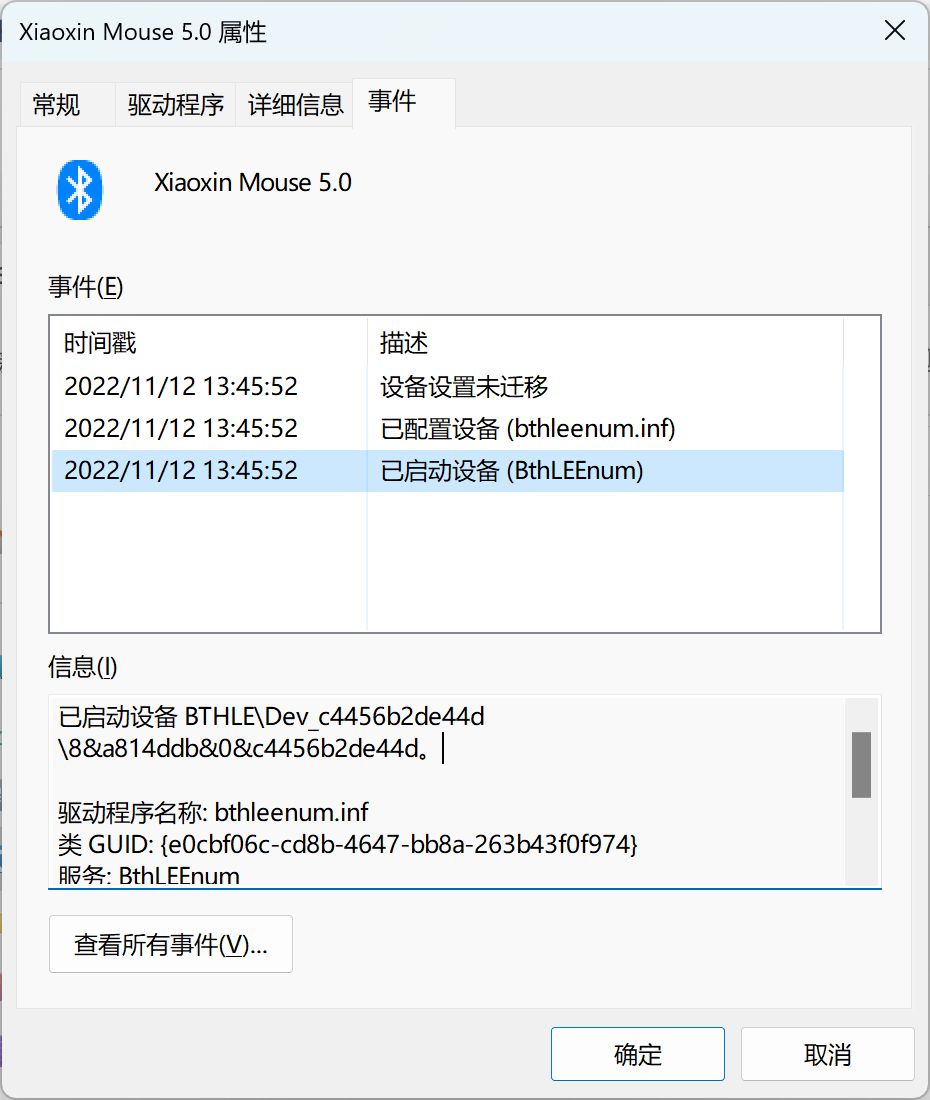 Xiaoxin Mouse 5.0 属性
常规 驱动程序 详细信息 事件
Xiaoxin Mouse 5.0
事件(E)
时间戳 描述
2022/11/12 13:45:52 设备设置未迁移
2022/11/12 13:45:52 已配置设备 (bthleenum.inf)
2022/11/12 13:45:52 已启动设备 (BthLEEnum)
信息(I)
已启动设备 BTHLE\Dev_c4456b2de44d
\8&a814ddb&0&c4456b2de44d。
驱动程序名称: bthleenum.inf
类 GUID: {e0cbf06c-cd8b-4647-bb8a-263b43f0f974}
服务: BthLEEnum
查看所有事件(V)...
确定 取消